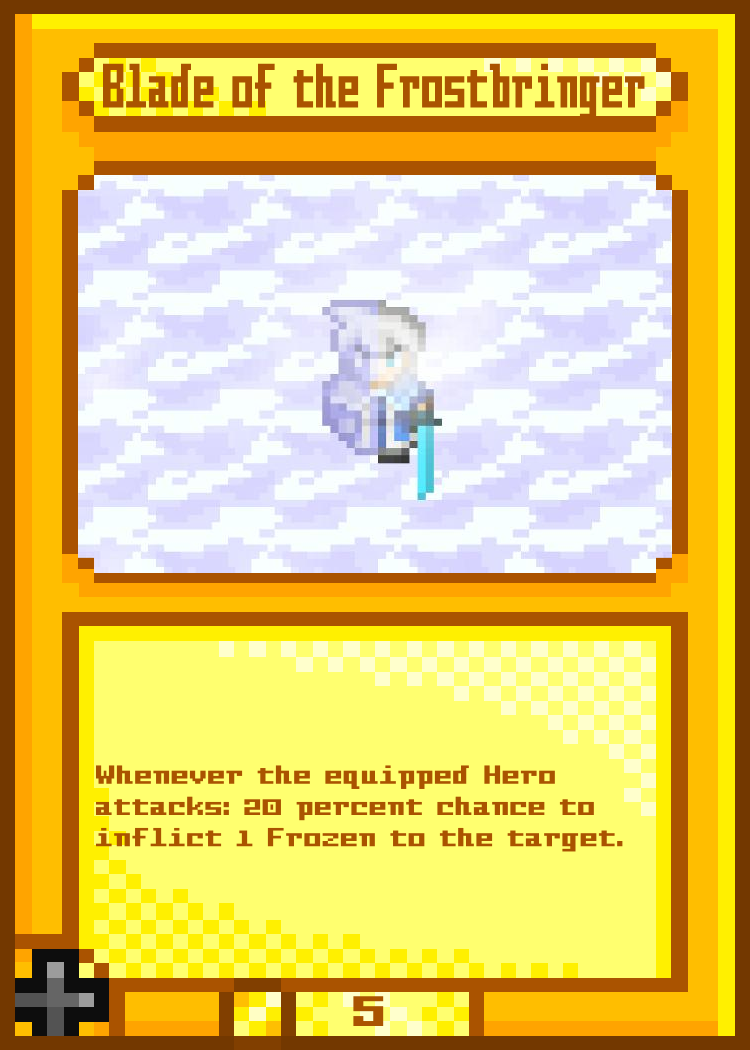 Blade of the Frostbringer
Whenever the equipped Hero
attacks: 20 percent chance to
inflict 1 Frozen to the target.
5